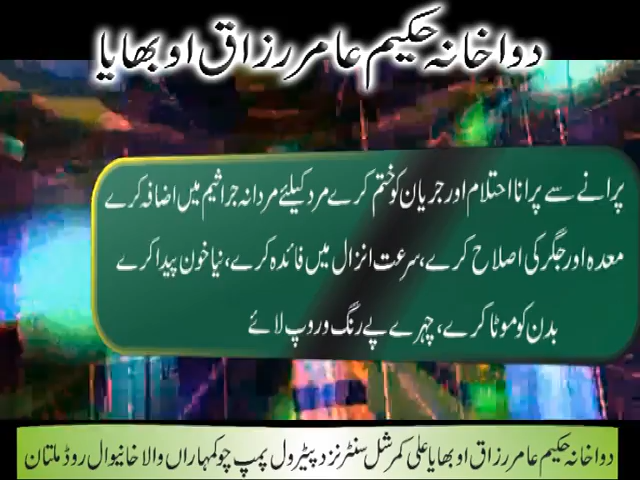 دواخانہ حکیم عامر رزاق اوبھایا
پرانے سے پرانا احتلام اور جریان کو ختم کرے مرد کیلئے مردانہ جراثیم میں اضافہ کرے
معدہ اور جگر کی اصلاح کرے، سرعت انزال میں فائدہ کرے، نیا خون پیدا کرے
بدن کو موٹا کرے، چہرے پے رنگ و روپ لائے
دواخانہ حکیم عامر رزاق اوبھایا علی کمرشل سنٹر نزد پیٹرول پمپ چوکمہاراں والا خانیوال روڈ ملتان